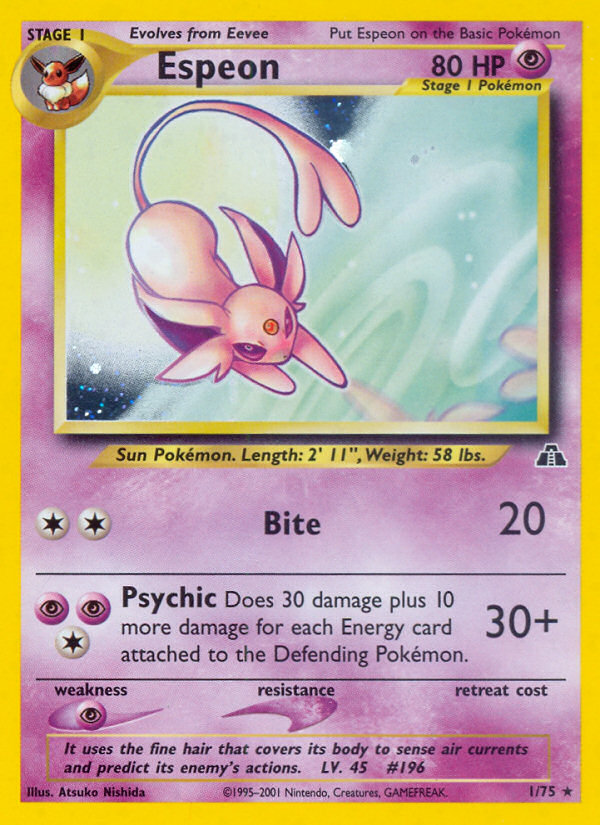 STAGE 1 Evolves from Eevee Put Espeon on the Basic Pokémon
Espeon 80 HP
Stage 1 Pokémon
Sun Pokémon. Length: 2' 11", Weight: 58 lbs.
Bite 20
Psychic Does 30 damage plus 10
more damage for each Energy card
attached to the Defending Pokémon.
30+
weakness resistance retreat cost
It uses the fine hair that covers its body to sense air currents
and predict its enemy's actions. LV. 45 #196
Illus. Atsuko Nishida ©1995-2001 Nintendo, Creatures, GAMEFREAK. 1/75 ★